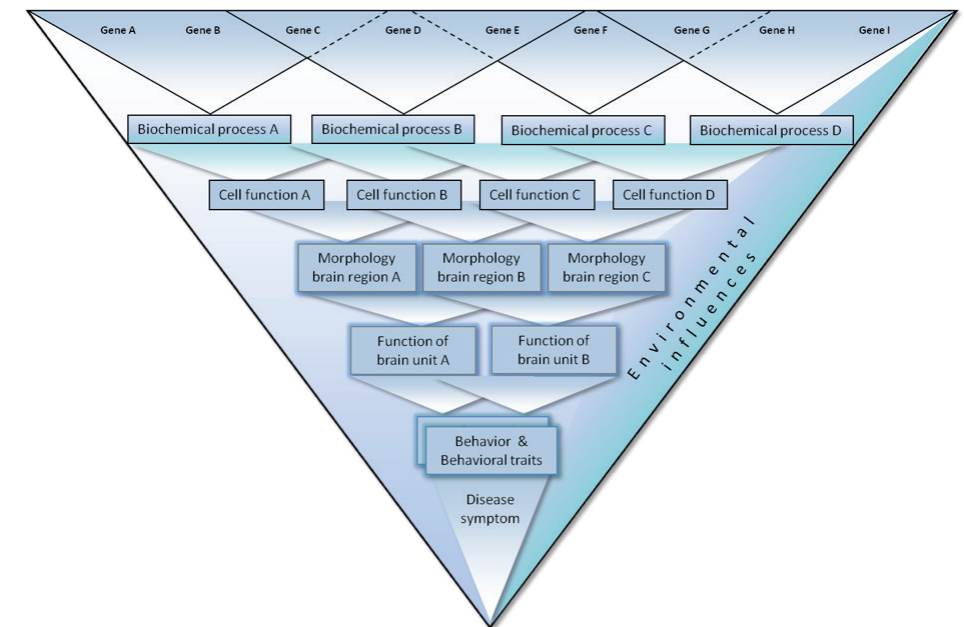 Gene A Gene B Gene C Gene D Gene E Gene F Gene G Gene H Gene I
Biochemical process A Biochemical process B Biochemical process C Biochemical process D
Cell function A Cell function B Cell function C Cell function D
Morphology
brain region A
Morphology
brain region B
Morphology
brain region C
Function of
brain unit A
Function of
brain unit B
Environmental
influences
Behavior &
Behavioral traits
Disease
symptom